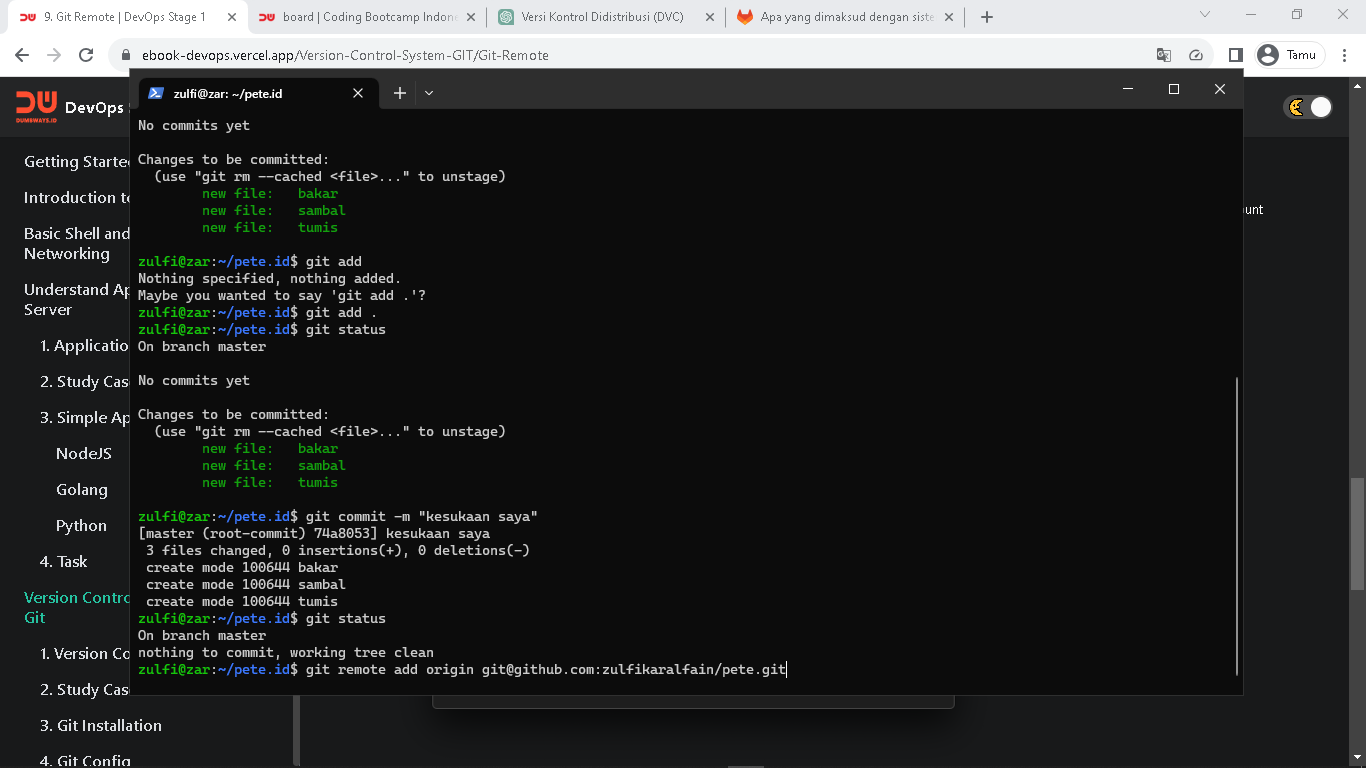 9. Git Remote | DevOps Stage 1
board | Coding Bootcamp Indone
Versi Kontrol Didistribusi (DVC)
Apa yang dimaksud dengan siste
ebook-devops.vercel.app/Version-Control-System-GIT/Git-Remote
Tamu
DUMBWAYS.ID
DevOps
Getting Starte
Introduction t
Basic Shell and
Networking
Understand Ap
Server
1. Applicatio
2. Study Cas
3. Simple Ap
NodeJS
Golang
Python
4. Task
Version Contro
Git
1. Version Co
2. Study Cas
3. Git Installation
4. Git Config
unt
zulfi@zar: ~/pete.id
No commits yet
Changes to be committed:
(use "git rm --cached <file>..." to unstage)
new file:   bakar
new file:   sambal
new file:   tumis
zulfi@zar:~/pete.id$ git add
Nothing specified, nothing added.
Maybe you wanted to say 'git add .'?
zulfi@zar:~/pete.id$ git add .
zulfi@zar:~/pete.id$ git status
On branch master
No commits yet
Changes to be committed:
(use "git rm --cached <file>..." to unstage)
new file:   bakar
new file:   sambal
new file:   tumis
zulfi@zar:~/pete.id$ git commit -m "kesukaan saya"
[master (root-commit) 74a8053] kesukaan saya
3 files changed, 0 insertions(+), 0 deletions(-)
create mode 100644 bakar
create mode 100644 sambal
create mode 100644 tumis
zulfi@zar:~/pete.id$ git status
On branch master
nothing to commit, working tree clean
zulfi@zar:~/pete.id$ git remote add origin git@github.com:zulfikaralfain/pete.git